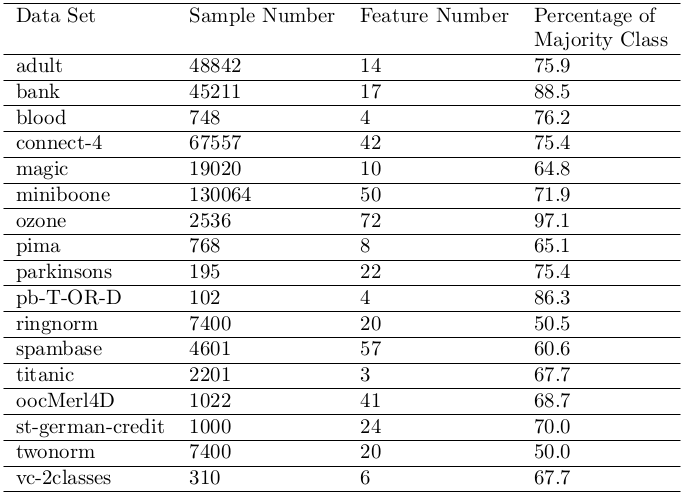 Data Set Sample Number Feature Number Percentage of
Majority Class
adult 48842 14 75.9
bank 45211 17 88.5
blood 748 4 76.2
connect-4 67557 42 75.4
magic 19020 10 64.8
miniboone 130064 50 71.9
ozone 2536 72 97.1
pima 768 8 65.1
parkinsons 195 22 75.4
pb-T-OR-D 102 4 86.3
ringnorm 7400 20 50.5
spambase 4601 57 60.6
titanic 2201 3 67.7
oocMerl4D 1022 41 68.7
st-german-credit 1000 24 70.0
twonorm 7400 20 50.0
vc-2classes 310 6 67.7